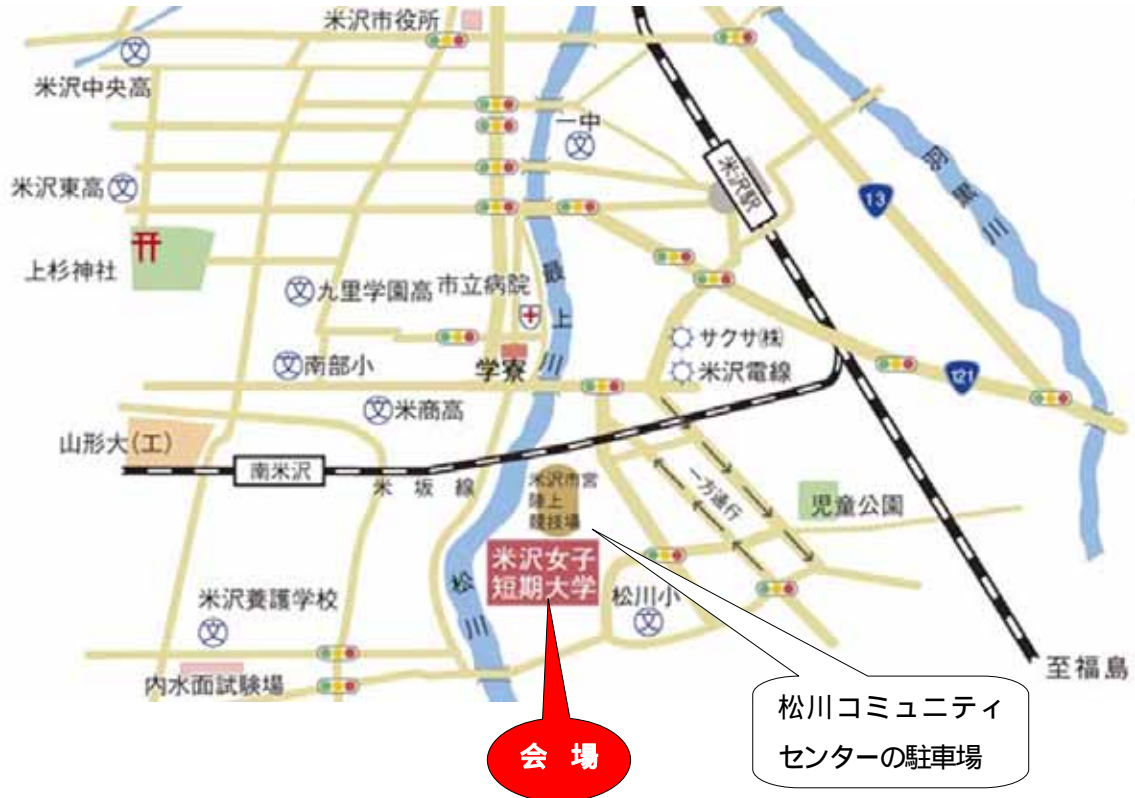 米沢市役所
米沢中央高
一中
米沢東高
米沢駅
13
羽黒川
上杉神社
九里学園高
市立病院
最上川
サクサ㈱
南部小
学寮
米沢電線
121
米商高
山形大(工)
南米沢
米坂線
米沢市営
陸上
競技場
一方通行
児童公園
米沢女子
短期大学
松川
松川小
米沢養護学校
内水面試験場
至福島
松川コミュニティ
センターの駐車場
会場